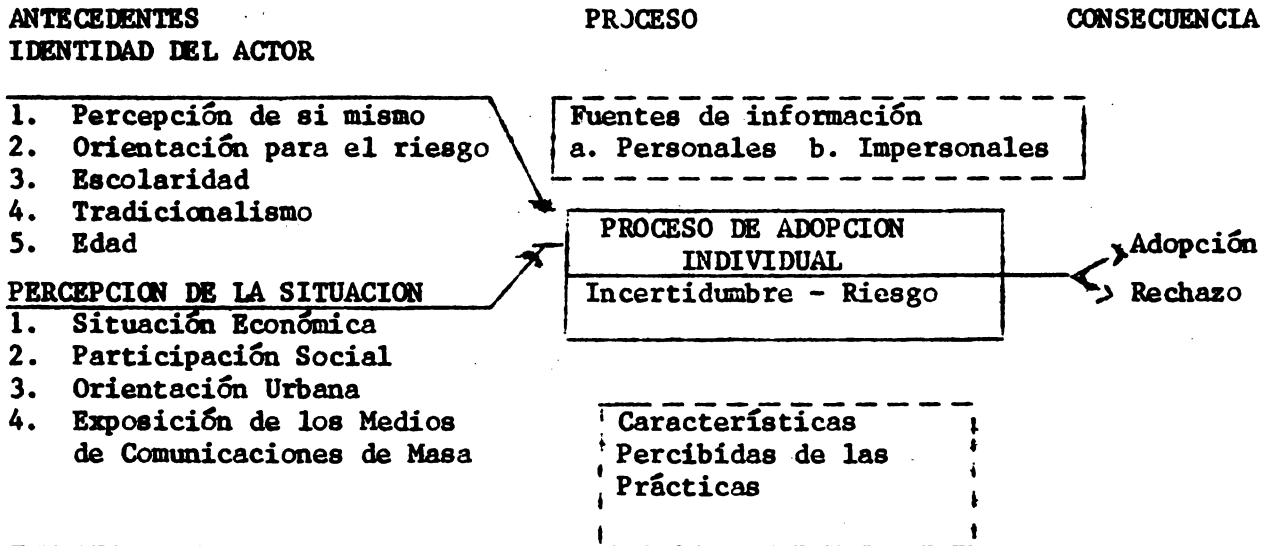 ANTECEDENTES PROCESO CONSECUENCIA
IDENTIDAD DEL ACTOR
1. Percepción de si mismo
2. Orientación para el riesgo
3. Escolaridad
4. Tradicionalismo
5. Edad
PERCEPCION DE LA SITUACION
1. Situación Económica
2. Participación Social
3. Orientación Urbana
4. Exposición de los Medios
de Comunicaciones de Masa
Fuentes de información
a. Personales b. Impersonales
PROCESO DE ADOPCION
INDIVIDUAL
Incertidumbre - Riesgo
Características
Percibidas de las
Prácticas
Adopción
Rechazo